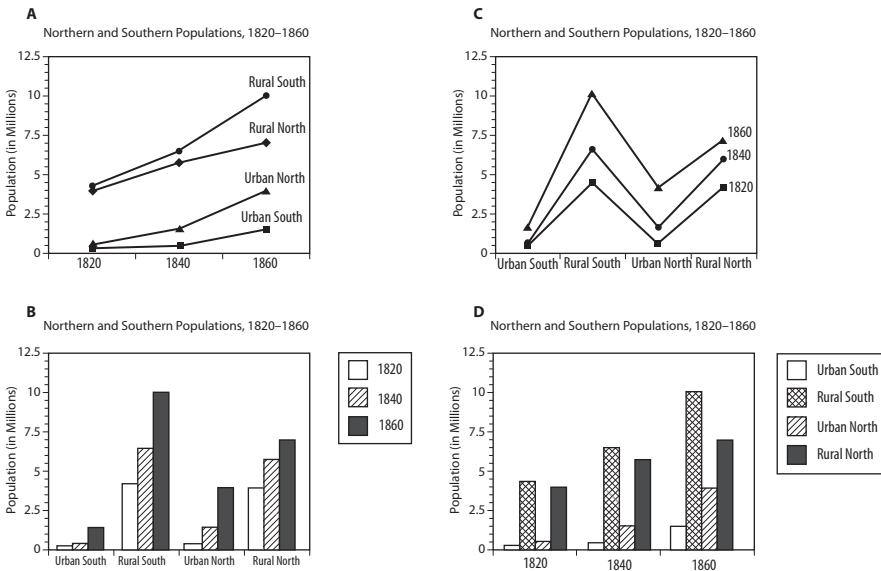 A
Northern and Southern Populations, 1820–1860
Population (in Millions)
12.5
10
7.5
5
2.5
0
Rural South
Rural North
Urban North
Urban South
1820 1840 1860
C
Northern and Southern Populations, 1820–1860
Population (in Millions)
12.5
10
7.5
5
2.5
0
1860
1840
1820
Urban South Rural South Urban North Rural North
B
Northern and Southern Populations, 1820–1860
Population (in Millions)
12.5
10
7.5
5
2.5
0
Urban South Rural South Urban North Rural North
1820
1840
1860
D
Northern and Southern Populations, 1820–1860
Population (in Millions)
12.5
10
7.5
5
2.5
0
1820 1840 1860
Urban South
Rural South
Urban North
Rural North